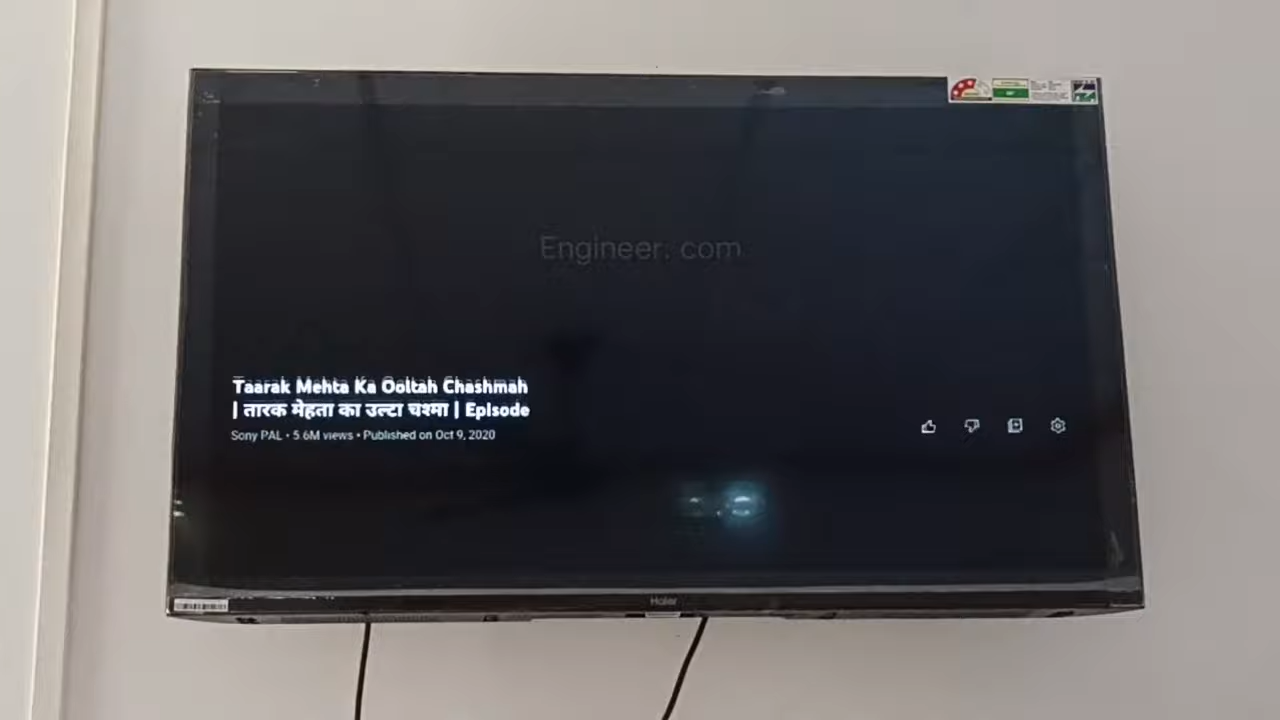 Engineer. com
Taarak Mehta Ka Ooltah Chashmah
| तारक मेहता का उल्टा चश्मा | Episode
Sony PAL • 5.6M views • Published on Oct 9, 2020
Haier